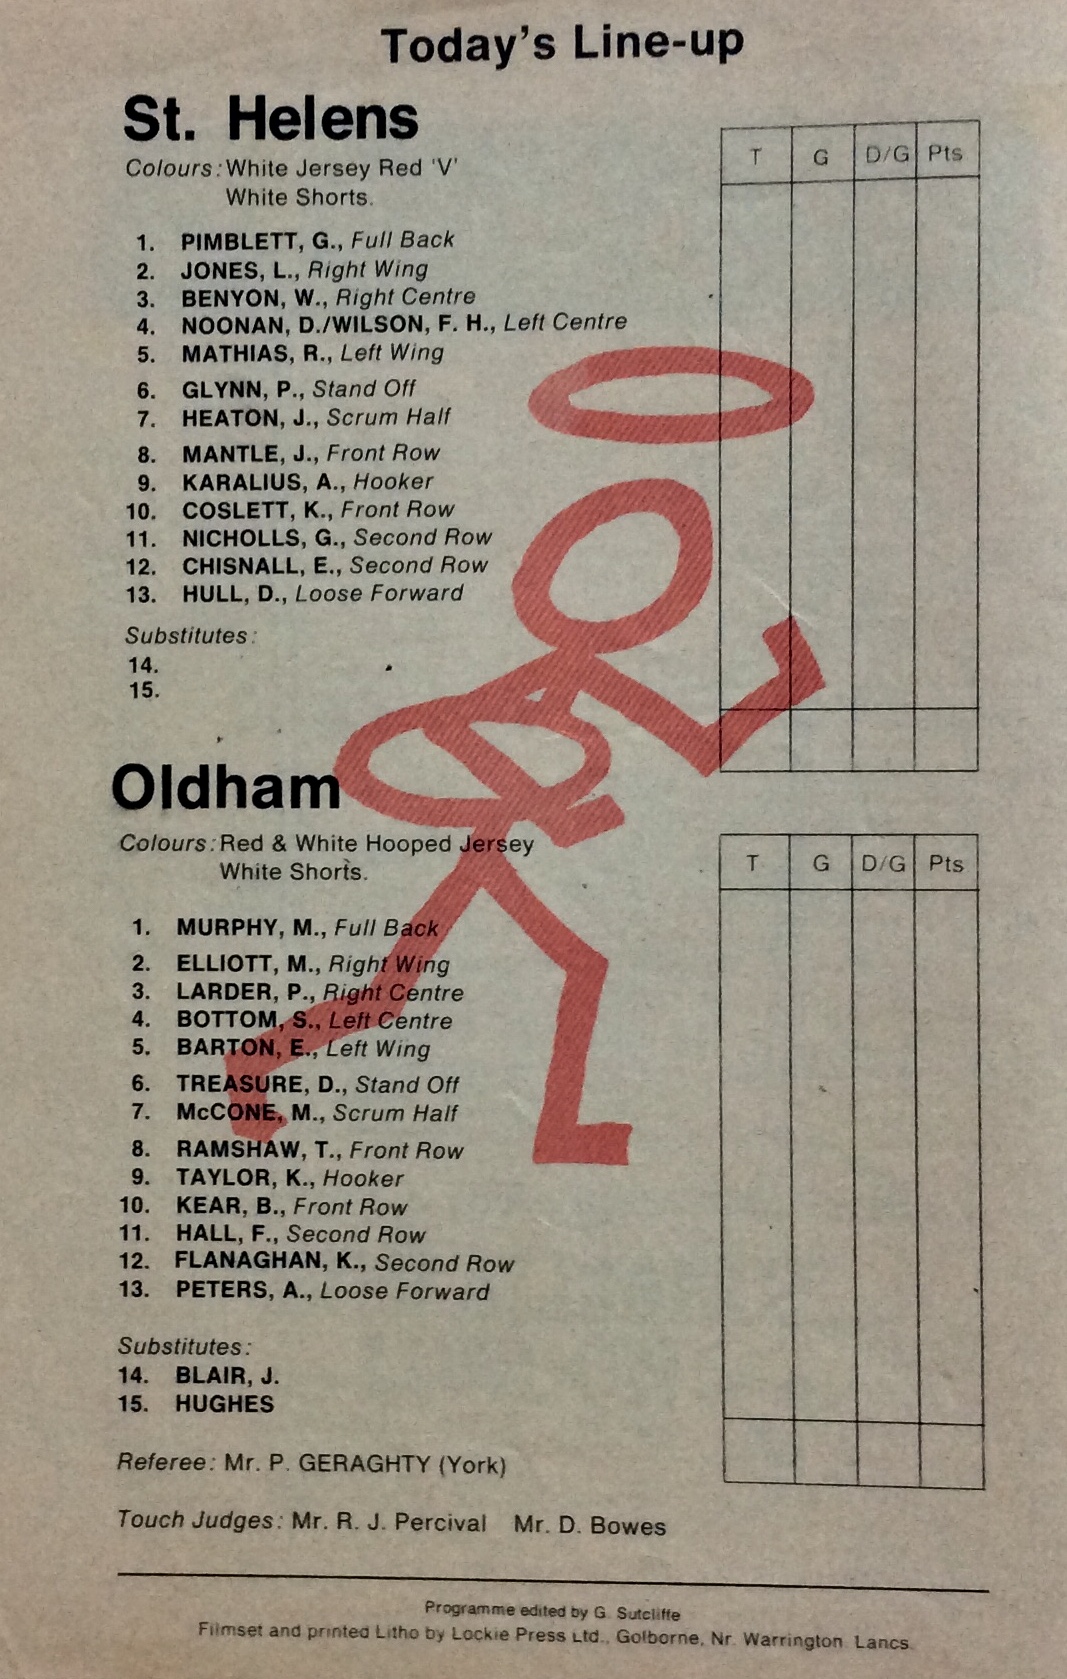 Today's Line-up
St. Helens
Colours: White Jersey Red 'V'
White Shorts.
T G D/G Pts
1. PIMBLETT, G., Full Back
2. JONES, L., Right Wing
3. BENYON, W., Right Centre
4. NOONAN, D./WILSON, F. H., Left Centre
5. MATHIAS, R., Left Wing
6. GLYNN, P., Stand Off
7. HEATON, J., Scrum Half
8. MANTLE, J., Front Row
9. KARALIUS, A., Hooker
10. COSLETT, K., Front Row
11. NICHOLLS, G., Second Row
12. CHISNALL, E., Second Row
13. HULL, D., Loose Forward
Substitutes:
14.
15.
Oldham
Colours: Red & White Hooped Jersey
White Shorts.
T G D/G Pts
1. MURPHY, M., Full Back
2. ELLIOTT, M., Right Wing
3. LARDER, P., Right Centre
4. BOTTOM, S., Left Centre
5. BARTON, E., Left Wing
6. TREASURE, D., Stand Off
7. McCONE, M., Scrum Half
8. RAMSHAW, T., Front Row
9. TAYLOR, K., Hooker
10. KEAR, B., Front Row
11. HALL, F., Second Row
12. FLANAGHAN, K., Second Row
13. PETERS, A., Loose Forward
Substitutes:
14. BLAIR, J.
15. HUGHES
Referee: Mr. P. GERAGHTY (York)
Touch Judges: Mr. R. J. Percival Mr. D. Bowes
Programme edited by G. Sutcliffe
Filmset and printed Litho by Lockie Press Ltd., Golborne, Nr. Warrington. Lancs.